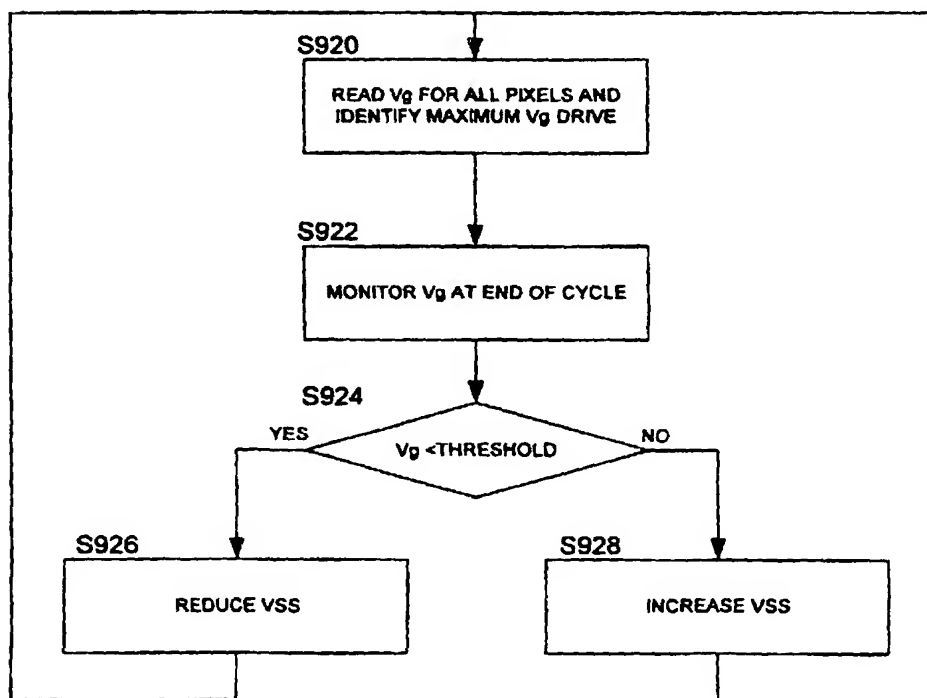 S920
READ Vg FOR ALL PIXELS AND
IDENTIFY MAXIMUM Vg DRIVE
S922
MONITOR Vg AT END OF CYCLE
S924
YES
Vg <THRESHOLD
NO
S926
REDUCE VSS
S928
INCREASE VSS